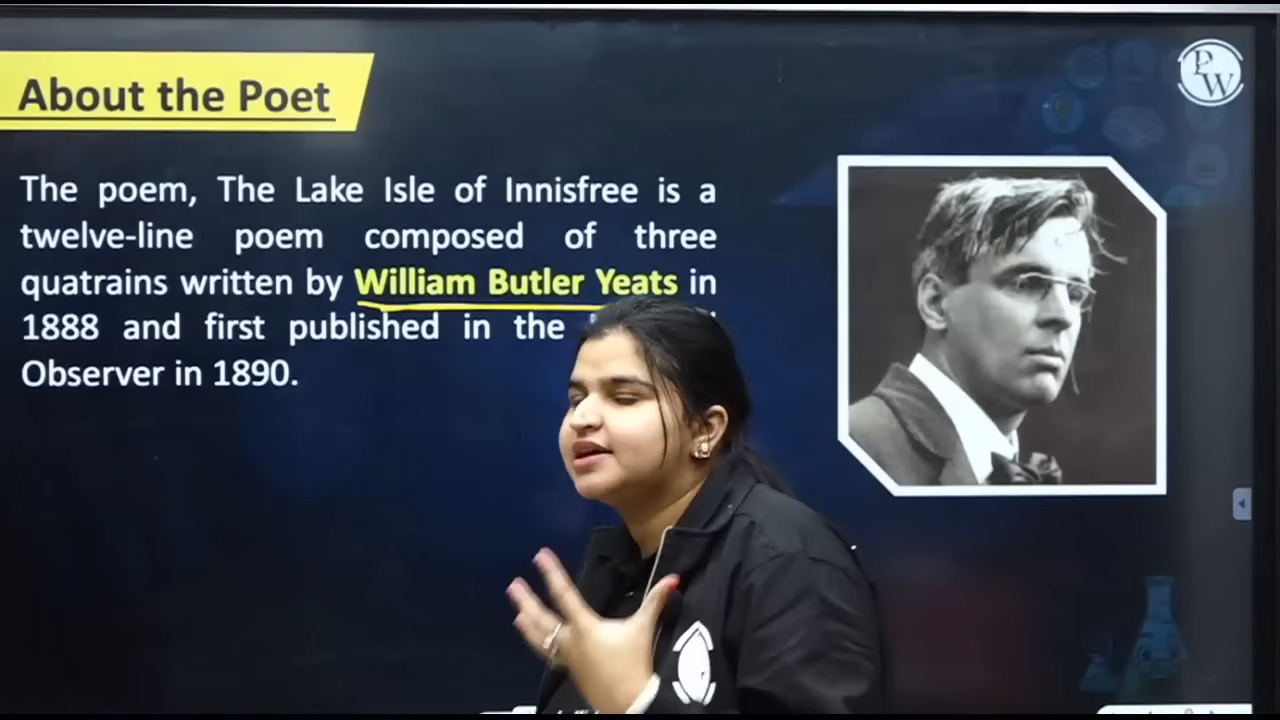 About the Poet
PW
The poem, The Lake Isle of Innisfree is a
twelve-line poem composed of three
quatrains written by William Butler Yeats in
1888 and first published in the
Observer in 1890.